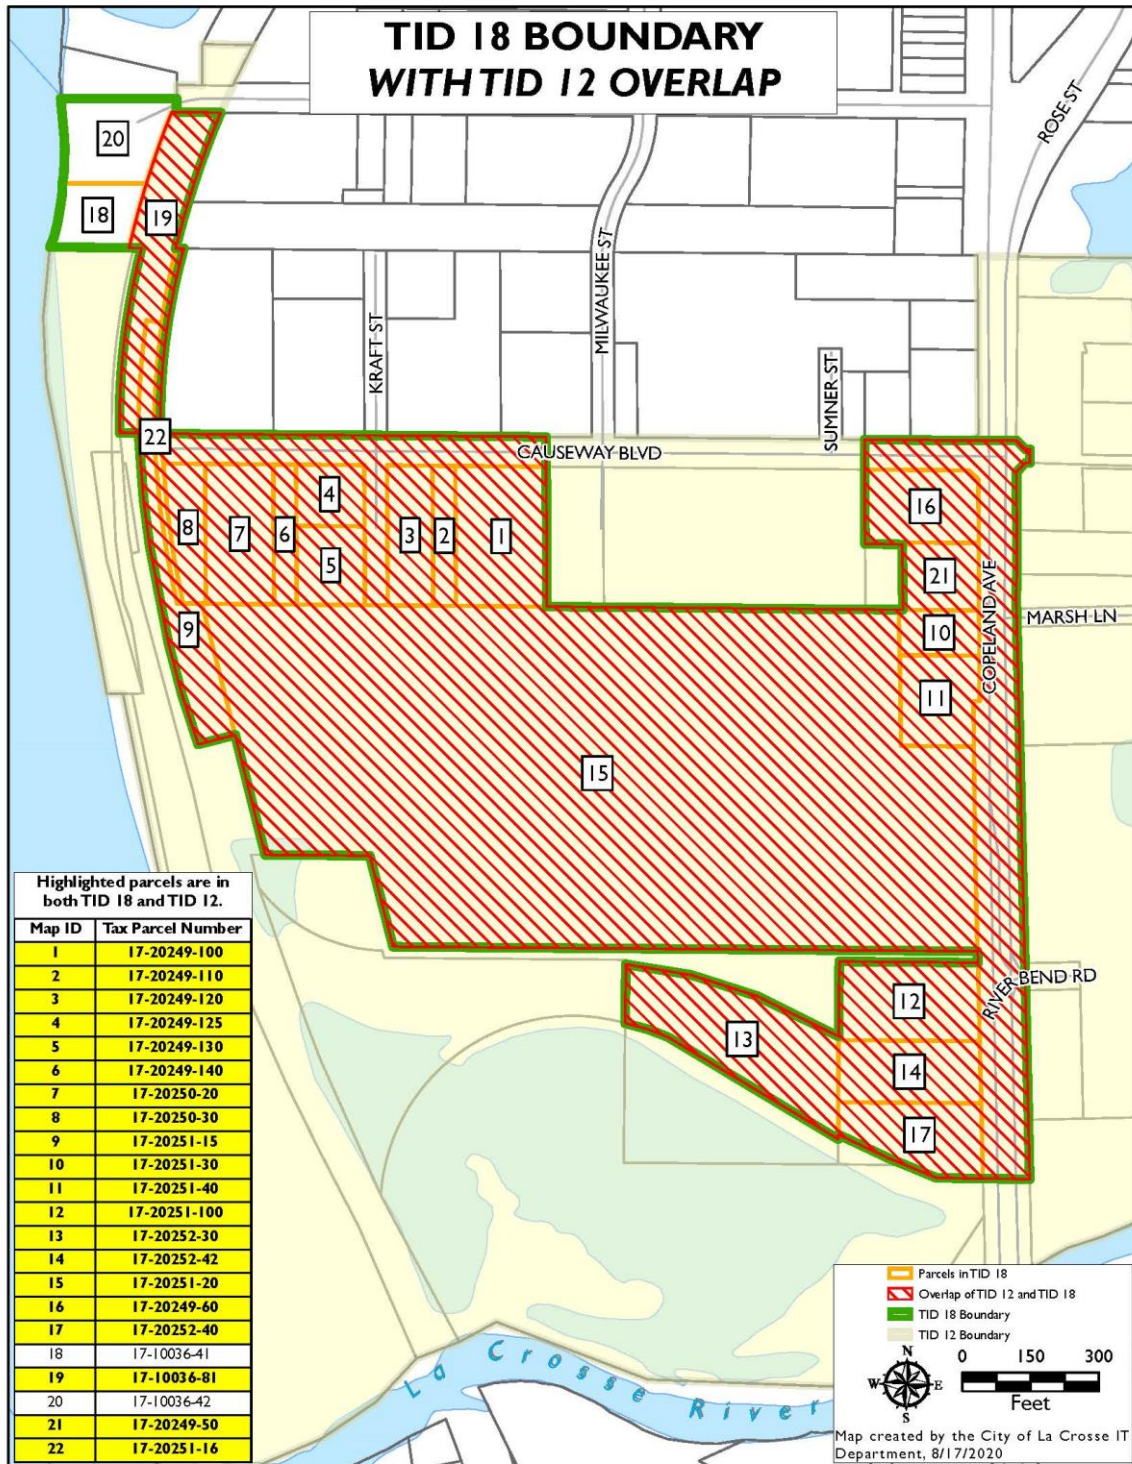 TID 18 BOUNDARY
WITH TID 12 OVERLAP
ROSE ST
20
18
19
MILWAUKEE ST
KRAFT ST
SUMNER ST
22
CAUSEWAY BLVD
4
16
8
7
6
3
2
1
5
21
COPELAND AVE
MARSH LN
9
10
11
15
RIVER BEND RD
12
13
14
17
Highlighted parcels are in
both TID 18 and TID 12.
Map ID Tax Parcel Number
1 17-20249-100
2 17-20249-110
3 17-20249-120
4 17-20249-125
5 17-20249-130
6 17-20249-140
7 17-20250-20
8 17-20250-30
9 17-20251-15
10 17-20251-30
11 17-20251-40
12 17-20251-100
13 17-20252-30
14 17-20252-42
15 17-20251-20
16 17-20249-60
17 17-20252-40
18 17-10036-41
19 17-10036-81
20 17-10036-42
21 17-20249-50
22 17-20251-16
La Crosse River
Parcels in TID 18
Overlap of TID 12 and TID 18
TID 18 Boundary
TID 12 Boundary
N
W E
S
0 150 300
Feet
Map created by the City of La Crosse IT
Department, 8/17/2020